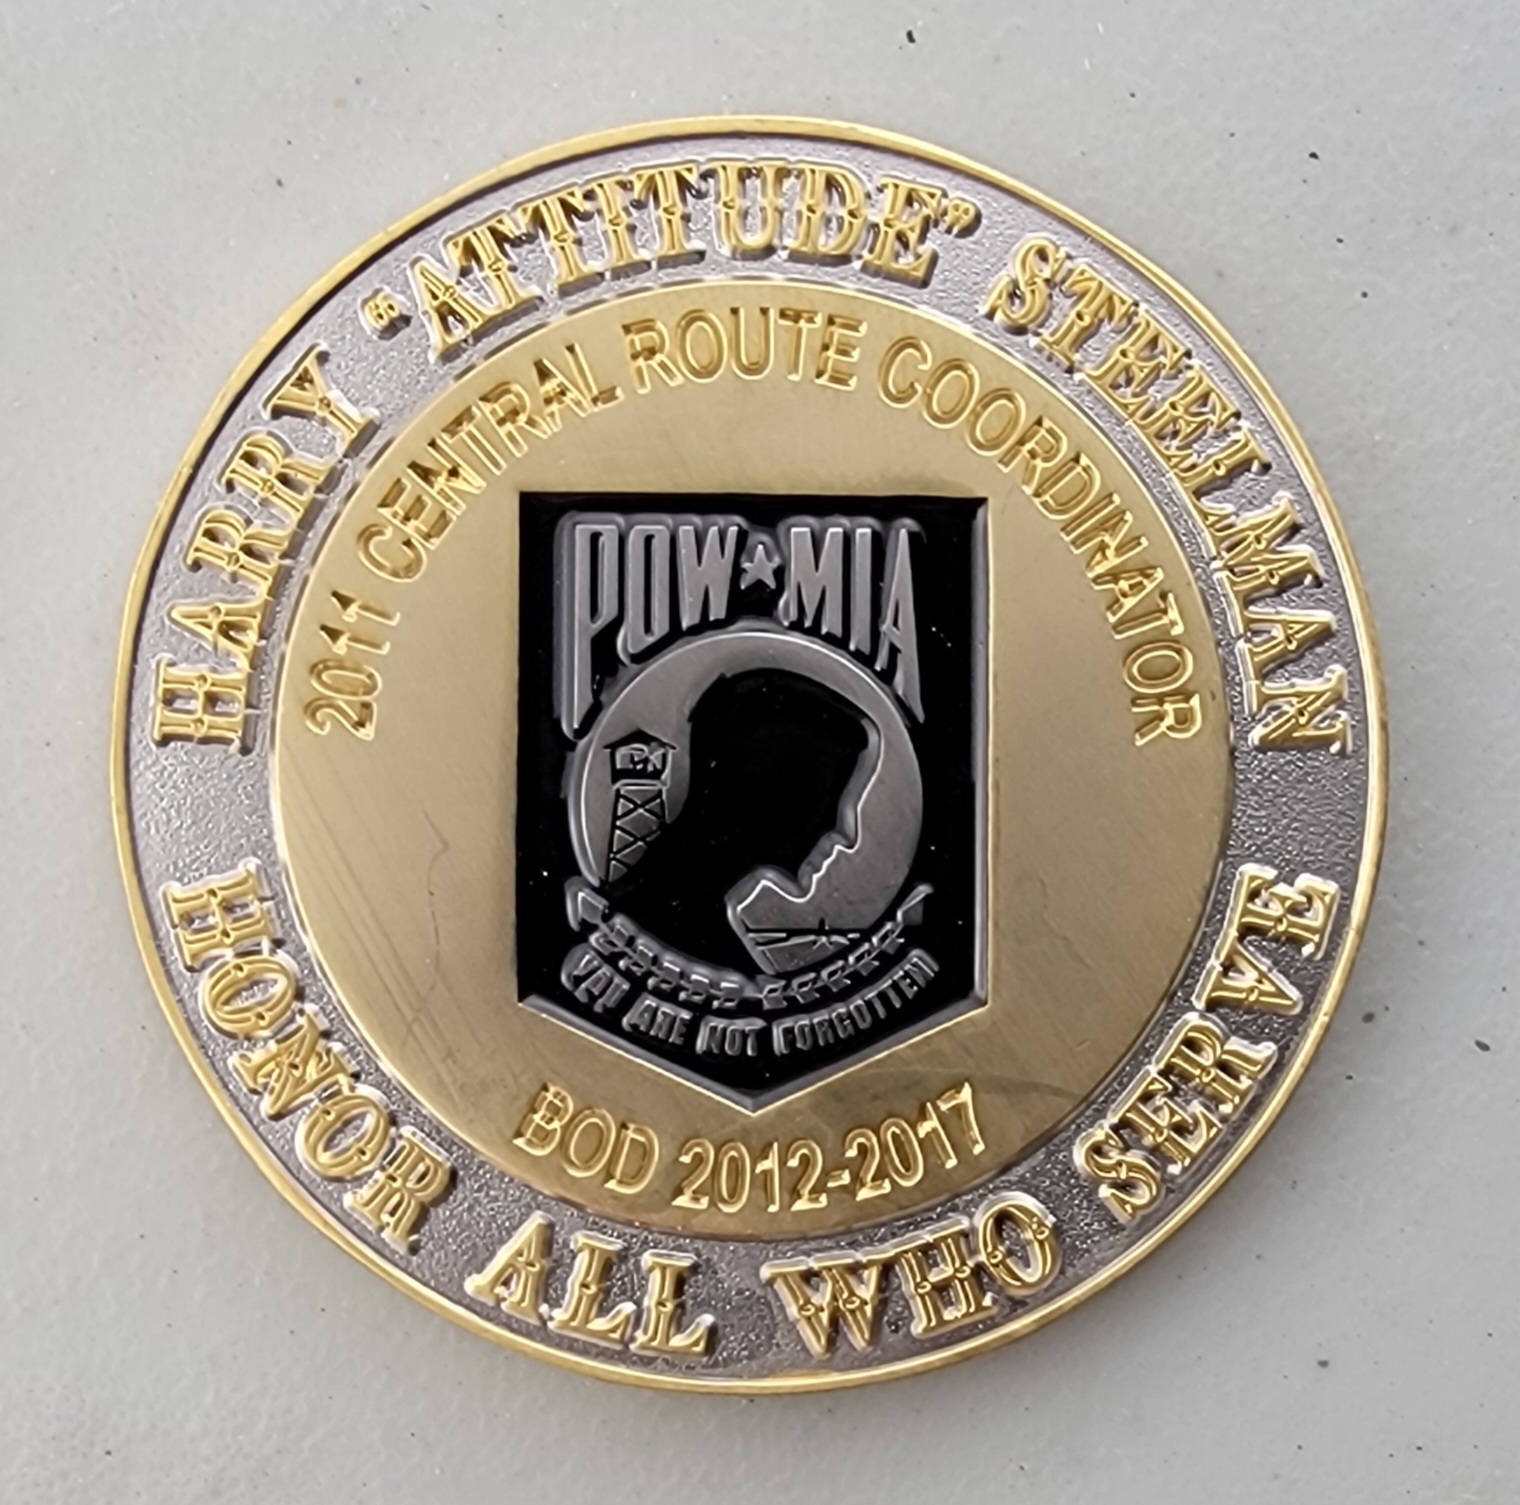 HARRY “ATTITUDE” STEELMAN
2011 CENTRAL ROUTE COORDINATOR
POW★MIA
YOU ARE NOT FORGOTTEN
BOD 2012-2017
HONOR ALL WHO SERVE